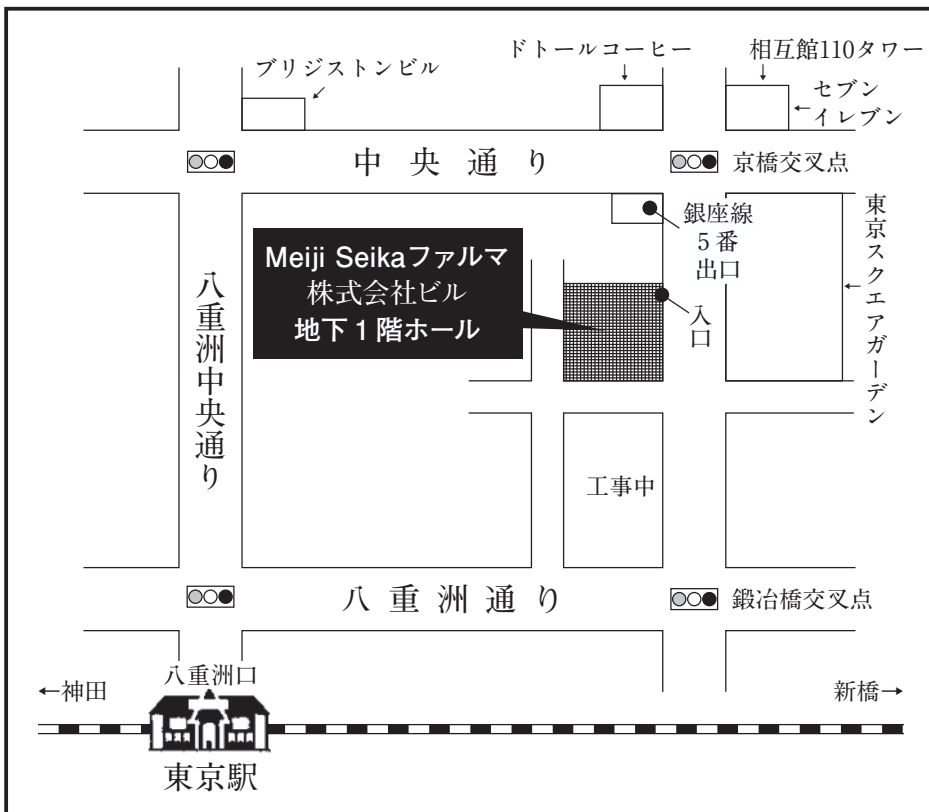 ドトールコーヒー
相互館110タワー
ブリジストンビル
セブン
イレブン
中央通り
京橋交叉点
銀座線
5番
出口
東京スクエアガーデン
Meiji Seikaファルマ
株式会社ビル
地下1階ホール
入口
八重洲中央通り
工事中
八重洲通り
鍛冶橋交叉点
八重洲口
←神田
新橋→
東京駅